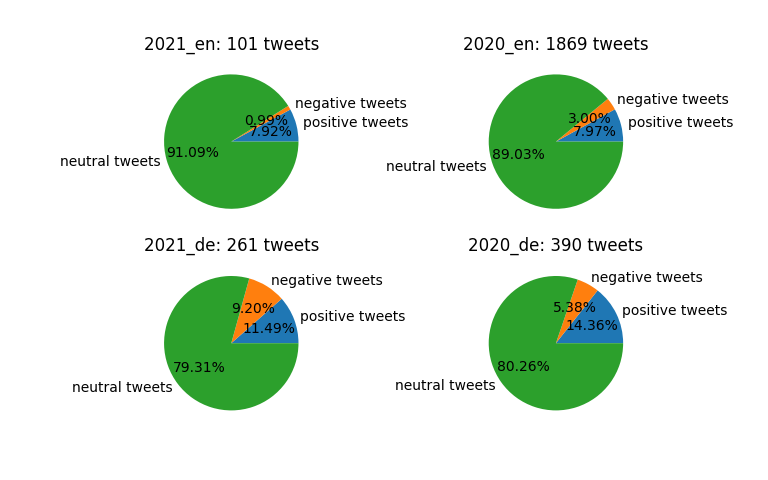 2021_en: 101 tweets
negative tweets
0.99%
positive tweets
7.92%
91.09%
neutral tweets
2020_en: 1869 tweets
negative tweets
3.00%
positive tweets
7.97%
89.03%
neutral tweets
2021_de: 261 tweets
negative tweets
9.20%
positive tweets
11.49%
79.31%
neutral tweets
2020_de: 390 tweets
negative tweets
5.38%
positive tweets
14.36%
80.26%
neutral tweets